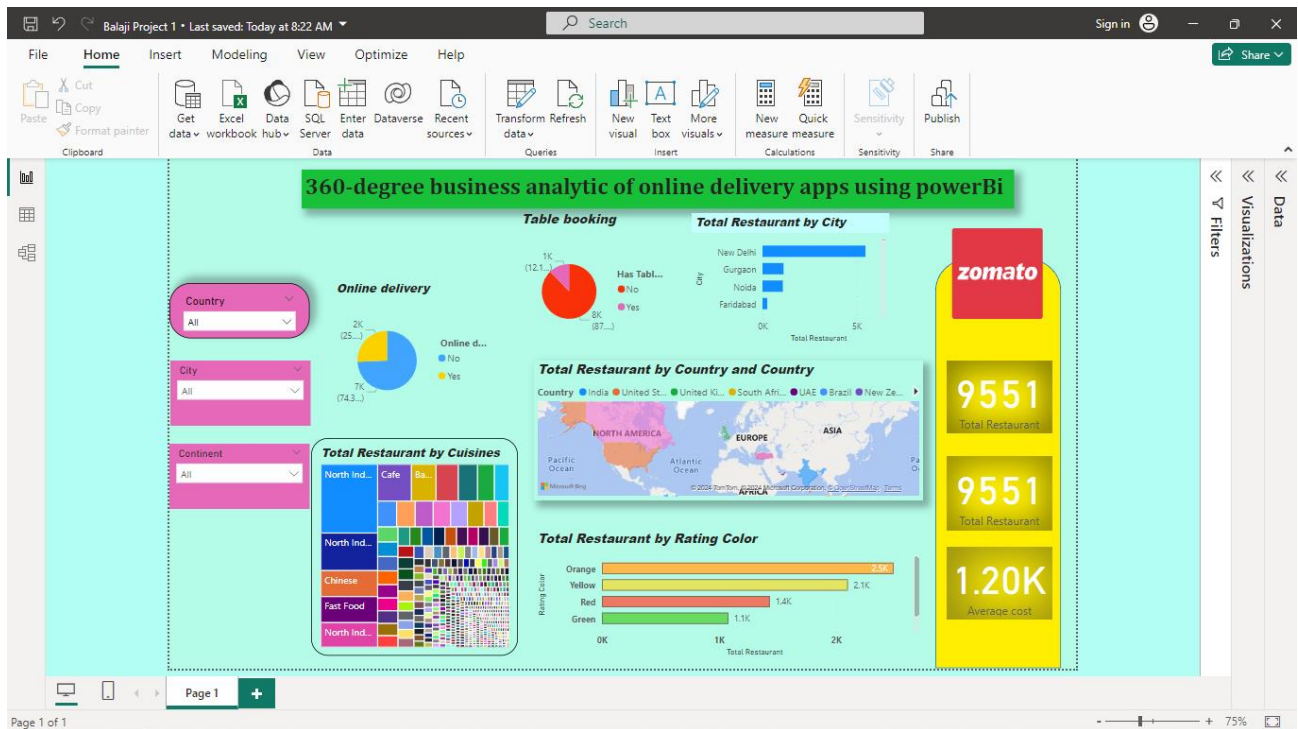 Balaji Project 1 • Last saved: Today at 8:22 AM
Search
Sign in
File Home Insert Modeling View Optimize Help
Share
Paste
Cut
Copy
Format painter
Clipboard
Get data
Excel workbook
Data hub
SQL Server
Enter data
Dataverse
Recent sources
Data
Transform data
Refresh
Queries
New visual
Text box
More visuals
Insert
New measure
Quick measure
Calculations
Sensitivity
Sensitivity
Publish
Share
360-degree business analytic of online delivery apps using powerBi
Country
All
City
All
Continent
All
Online delivery
2K
(25....)
7K
(74.3...)
Online d...
No
Yes
Table booking
1K
(12.1...)
8K
(87....)
Has Tabl...
No
Yes
Total Restaurant by City
City
New Delhi
Gurgaon
Noida
Faridabad
0K 5K
Total Restaurant
Total Restaurant by Cuisines
North Ind...
Cafe
Ba...
North Ind...
Chinese
Fast Food
North Ind...
Total Restaurant by Country and Country
Country India United St... United Ki... South Afri... UAE Brazil New Ze...
NORTH AMERICA
EUROPE
ASIA
Pacific Ocean
Atlantic Ocean
AFRICA
Pa
Microsoft Bing
© 2024 TomTom, © 2024 Microsoft Corporation, © OpenStreetMap Terms
Total Restaurant by Rating Color
Rating Color
Orange 2.5K
Yellow 2.1K
Red 1.4K
Green 1.1K
0K 1K 2K
Total Restaurant
zomato
9551
Total Restaurant
9551
Total Restaurant
1.20K
Average cost
Filters
Visualizations
Data
Page 1
+
Page 1 of 1
- + 75%